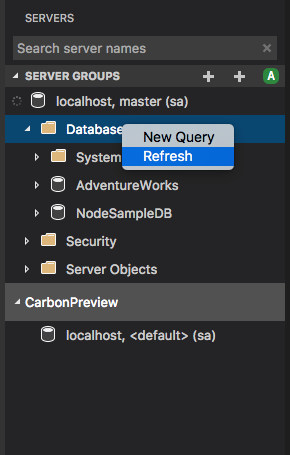 SERVERS
Search server names
SERVER GROUPS A
localhost, master (sa)
Database
New Query
Refresh
System
AdventureWorks
NodeSampleDB
Security
Server Objects
CarbonPreview
localhost, <default> (sa)